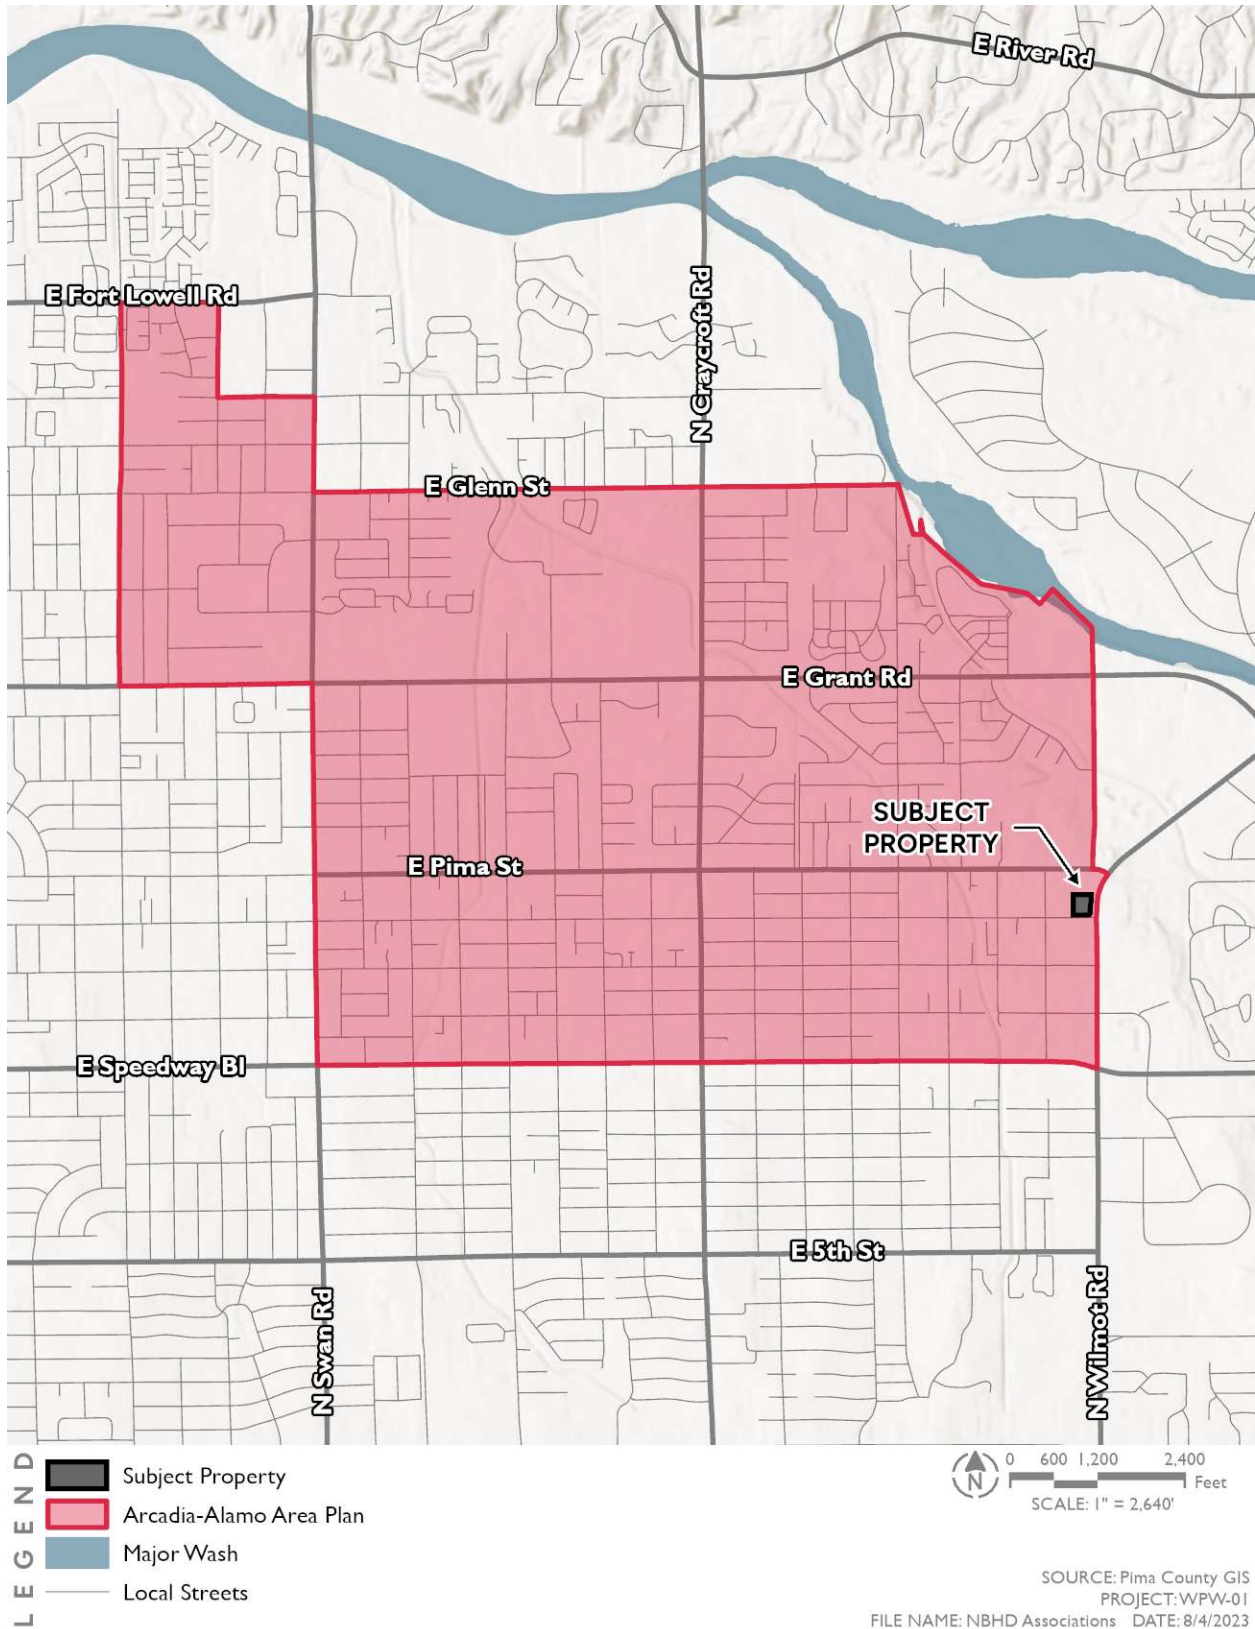 E River Rd
E Fort Lowell Rd
N Craycroft Rd
E Glenn St
E Grant Rd
SUBJECT
PROPERTY
E Pima St
E Speedway Bl
E 5th St
N Swan Rd
N Wilmot Rd
LEGEND
Subject Property
Arcadia-Alamo Area Plan
Major Wash
Local Streets
N
0 600 1,200 2,400
Feet
SCALE: 1" = 2,640'
SOURCE: Pima County GIS
PROJECT: WPW-01
FILE NAME: NBHD Associations DATE: 8/4/2023